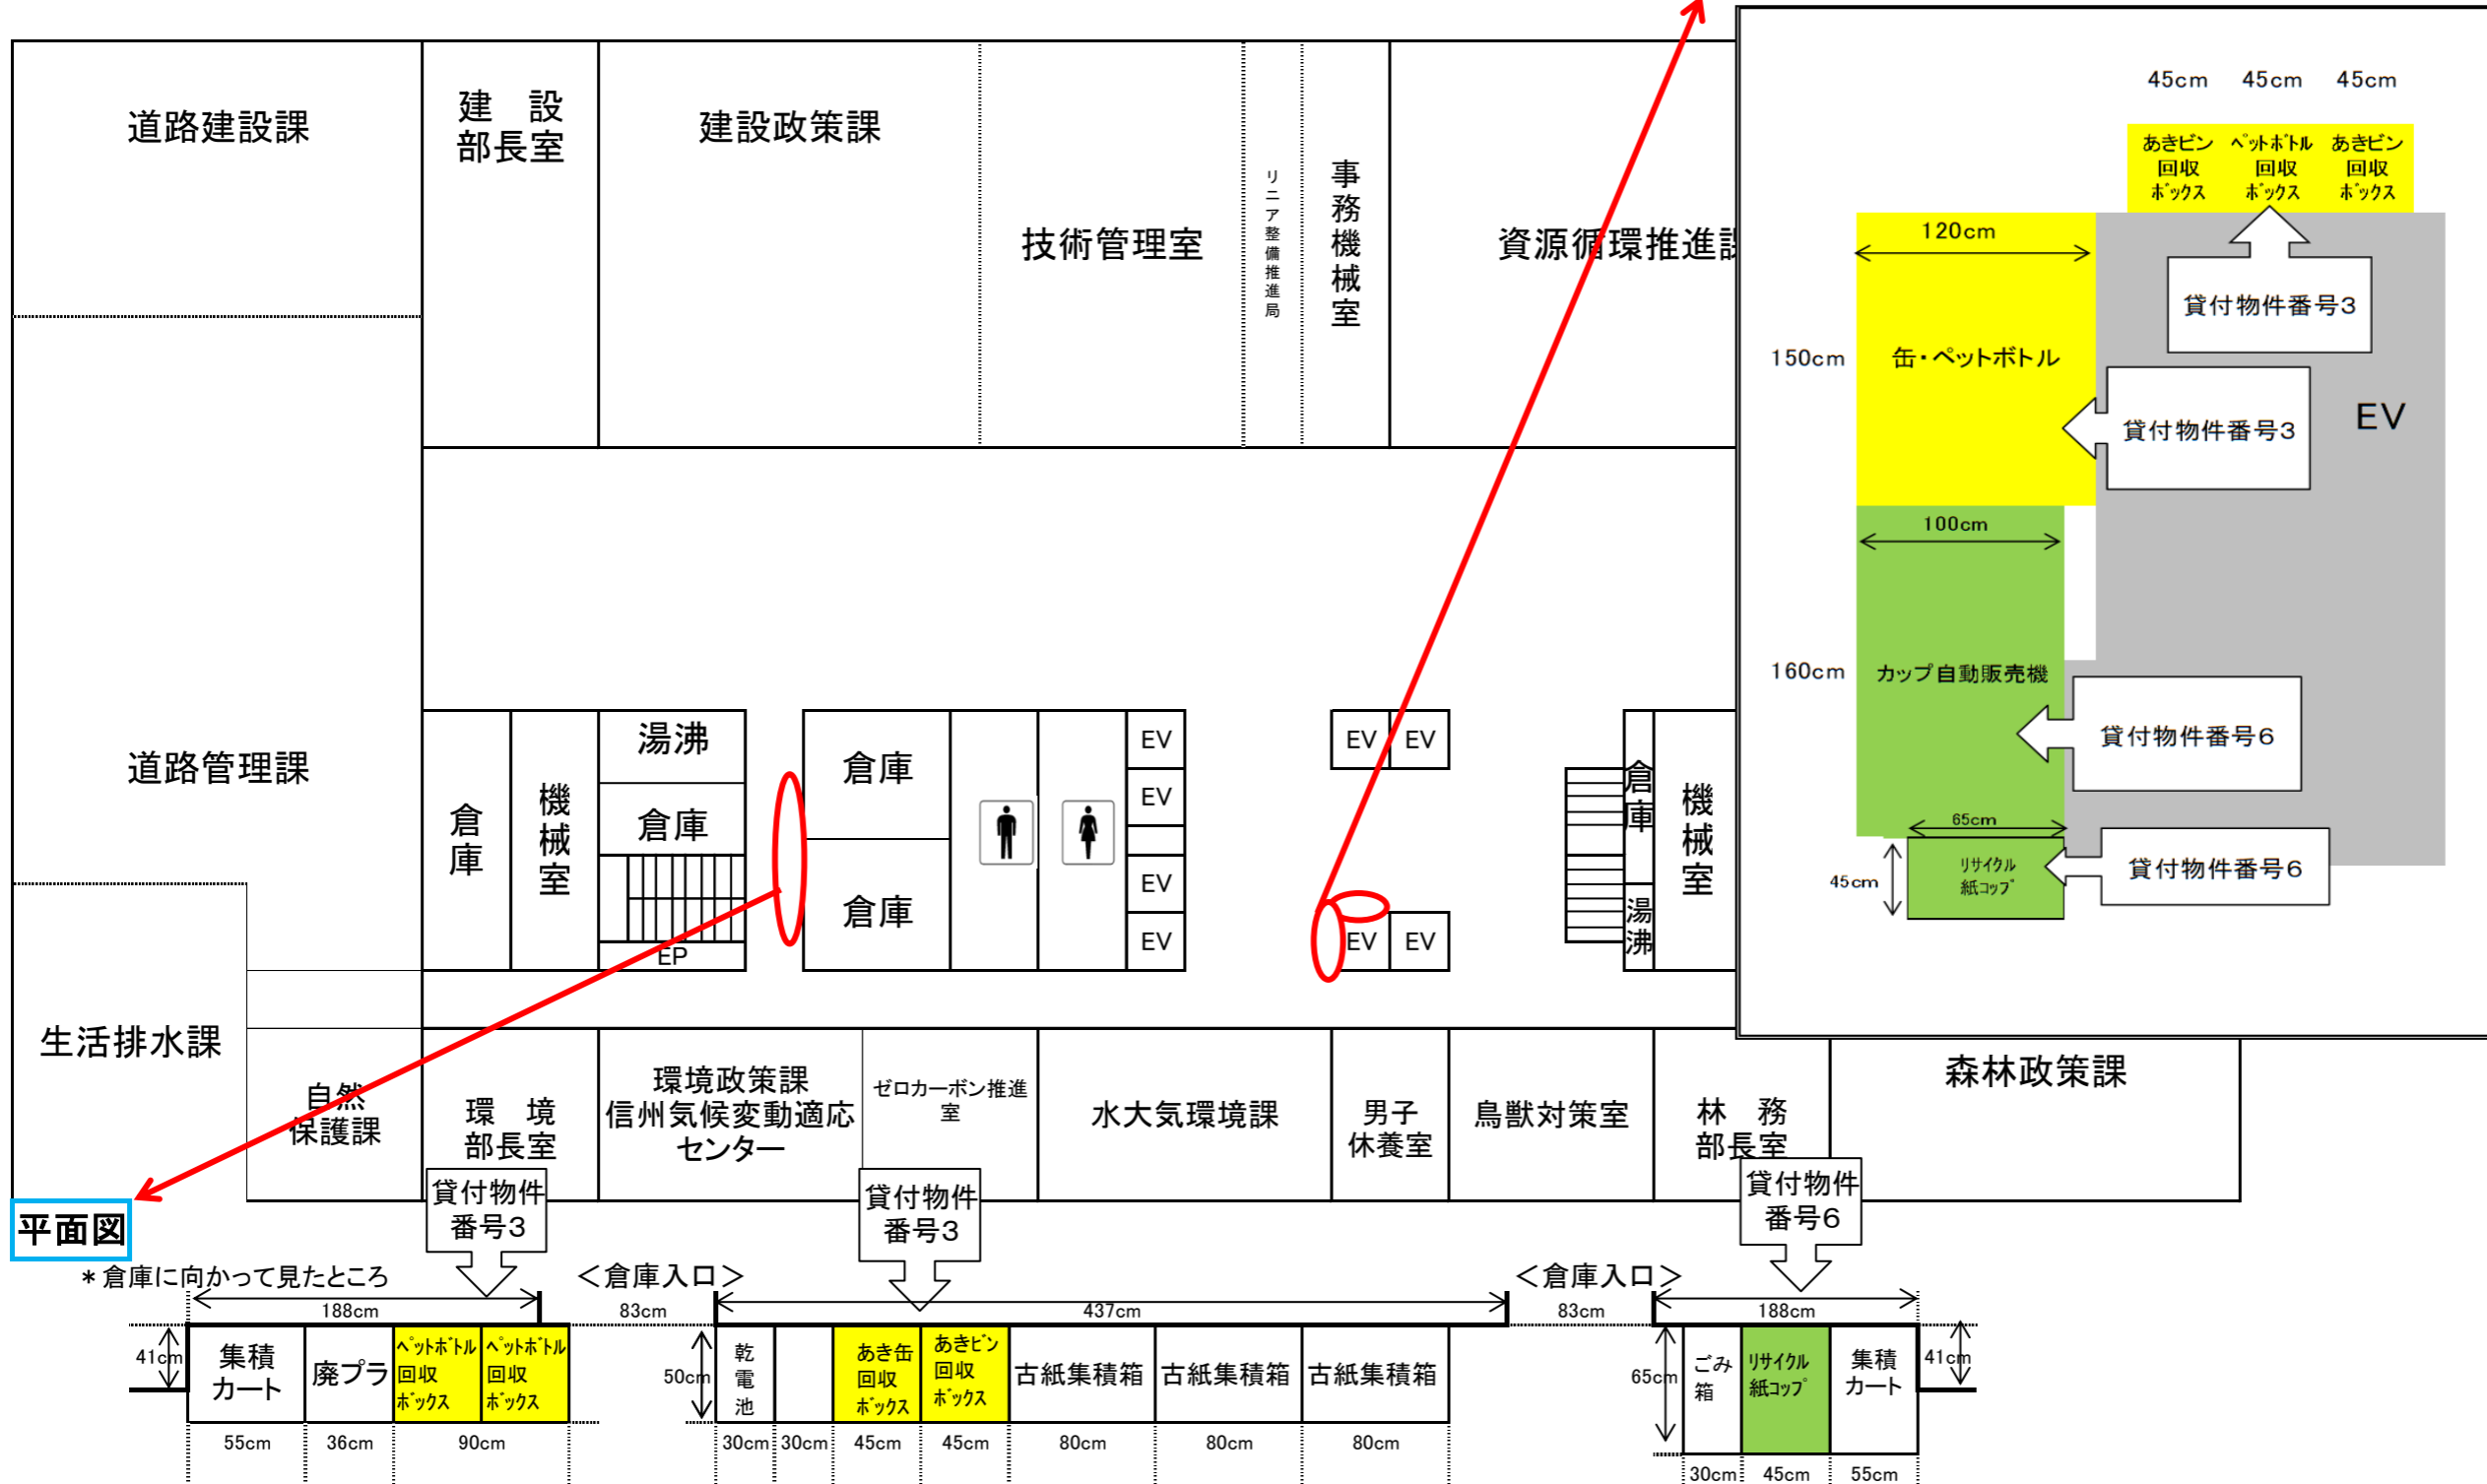 道路建設課
建　設
部長室
建設政策課
技術管理室
リニア整備推進局
事務機械室
資源循環推進課
45cm 45cm 45cm
あきビン
回収
ボックス
ペットボトル
回収
ボックス
あきビン
回収
ボックス
120cm
貸付物件番号3
150cm
缶・ペットボトル
貸付物件番号3
EV
100cm
160cm
カップ自動販売機
貸付物件番号6
65cm
45cm
リサイクル
紙コップ
貸付物件番号6
道路管理課
倉庫
機械室
湯沸
倉庫
EP
倉庫
倉庫
EV
EV
EV
EV
EV EV
EV EV
倉庫
湯沸
機械室
生活排水課
自然
保護課
環　境
部長室
環境政策課
信州気候変動適応
センター
ゼロカーボン推進
室
水大気環境課
男子
休養室
鳥獣対策室
林　務
部長室
森林政策課
平面図
貸付物件
番号3
貸付物件
番号3
貸付物件
番号6
＊倉庫に向かって見たところ
＜倉庫入口＞
＜倉庫入口＞
188cm
83cm
437cm
83cm
188cm
41cm
集積
カート
廃プラ
ペットボトル
回収
ボックス
ペットボトル
回収
ボックス
50cm
乾電池
あき缶
回収
ボックス
あきビン
回収
ボックス
古紙集積箱
古紙集積箱
古紙集積箱
65cm
ごみ
箱
リサイクル
紙コップ
集積
カート
41cm
55cm 36cm 90cm
30cm 30cm 45cm 45cm 80cm 80cm 80cm
30cm 45cm 55cm